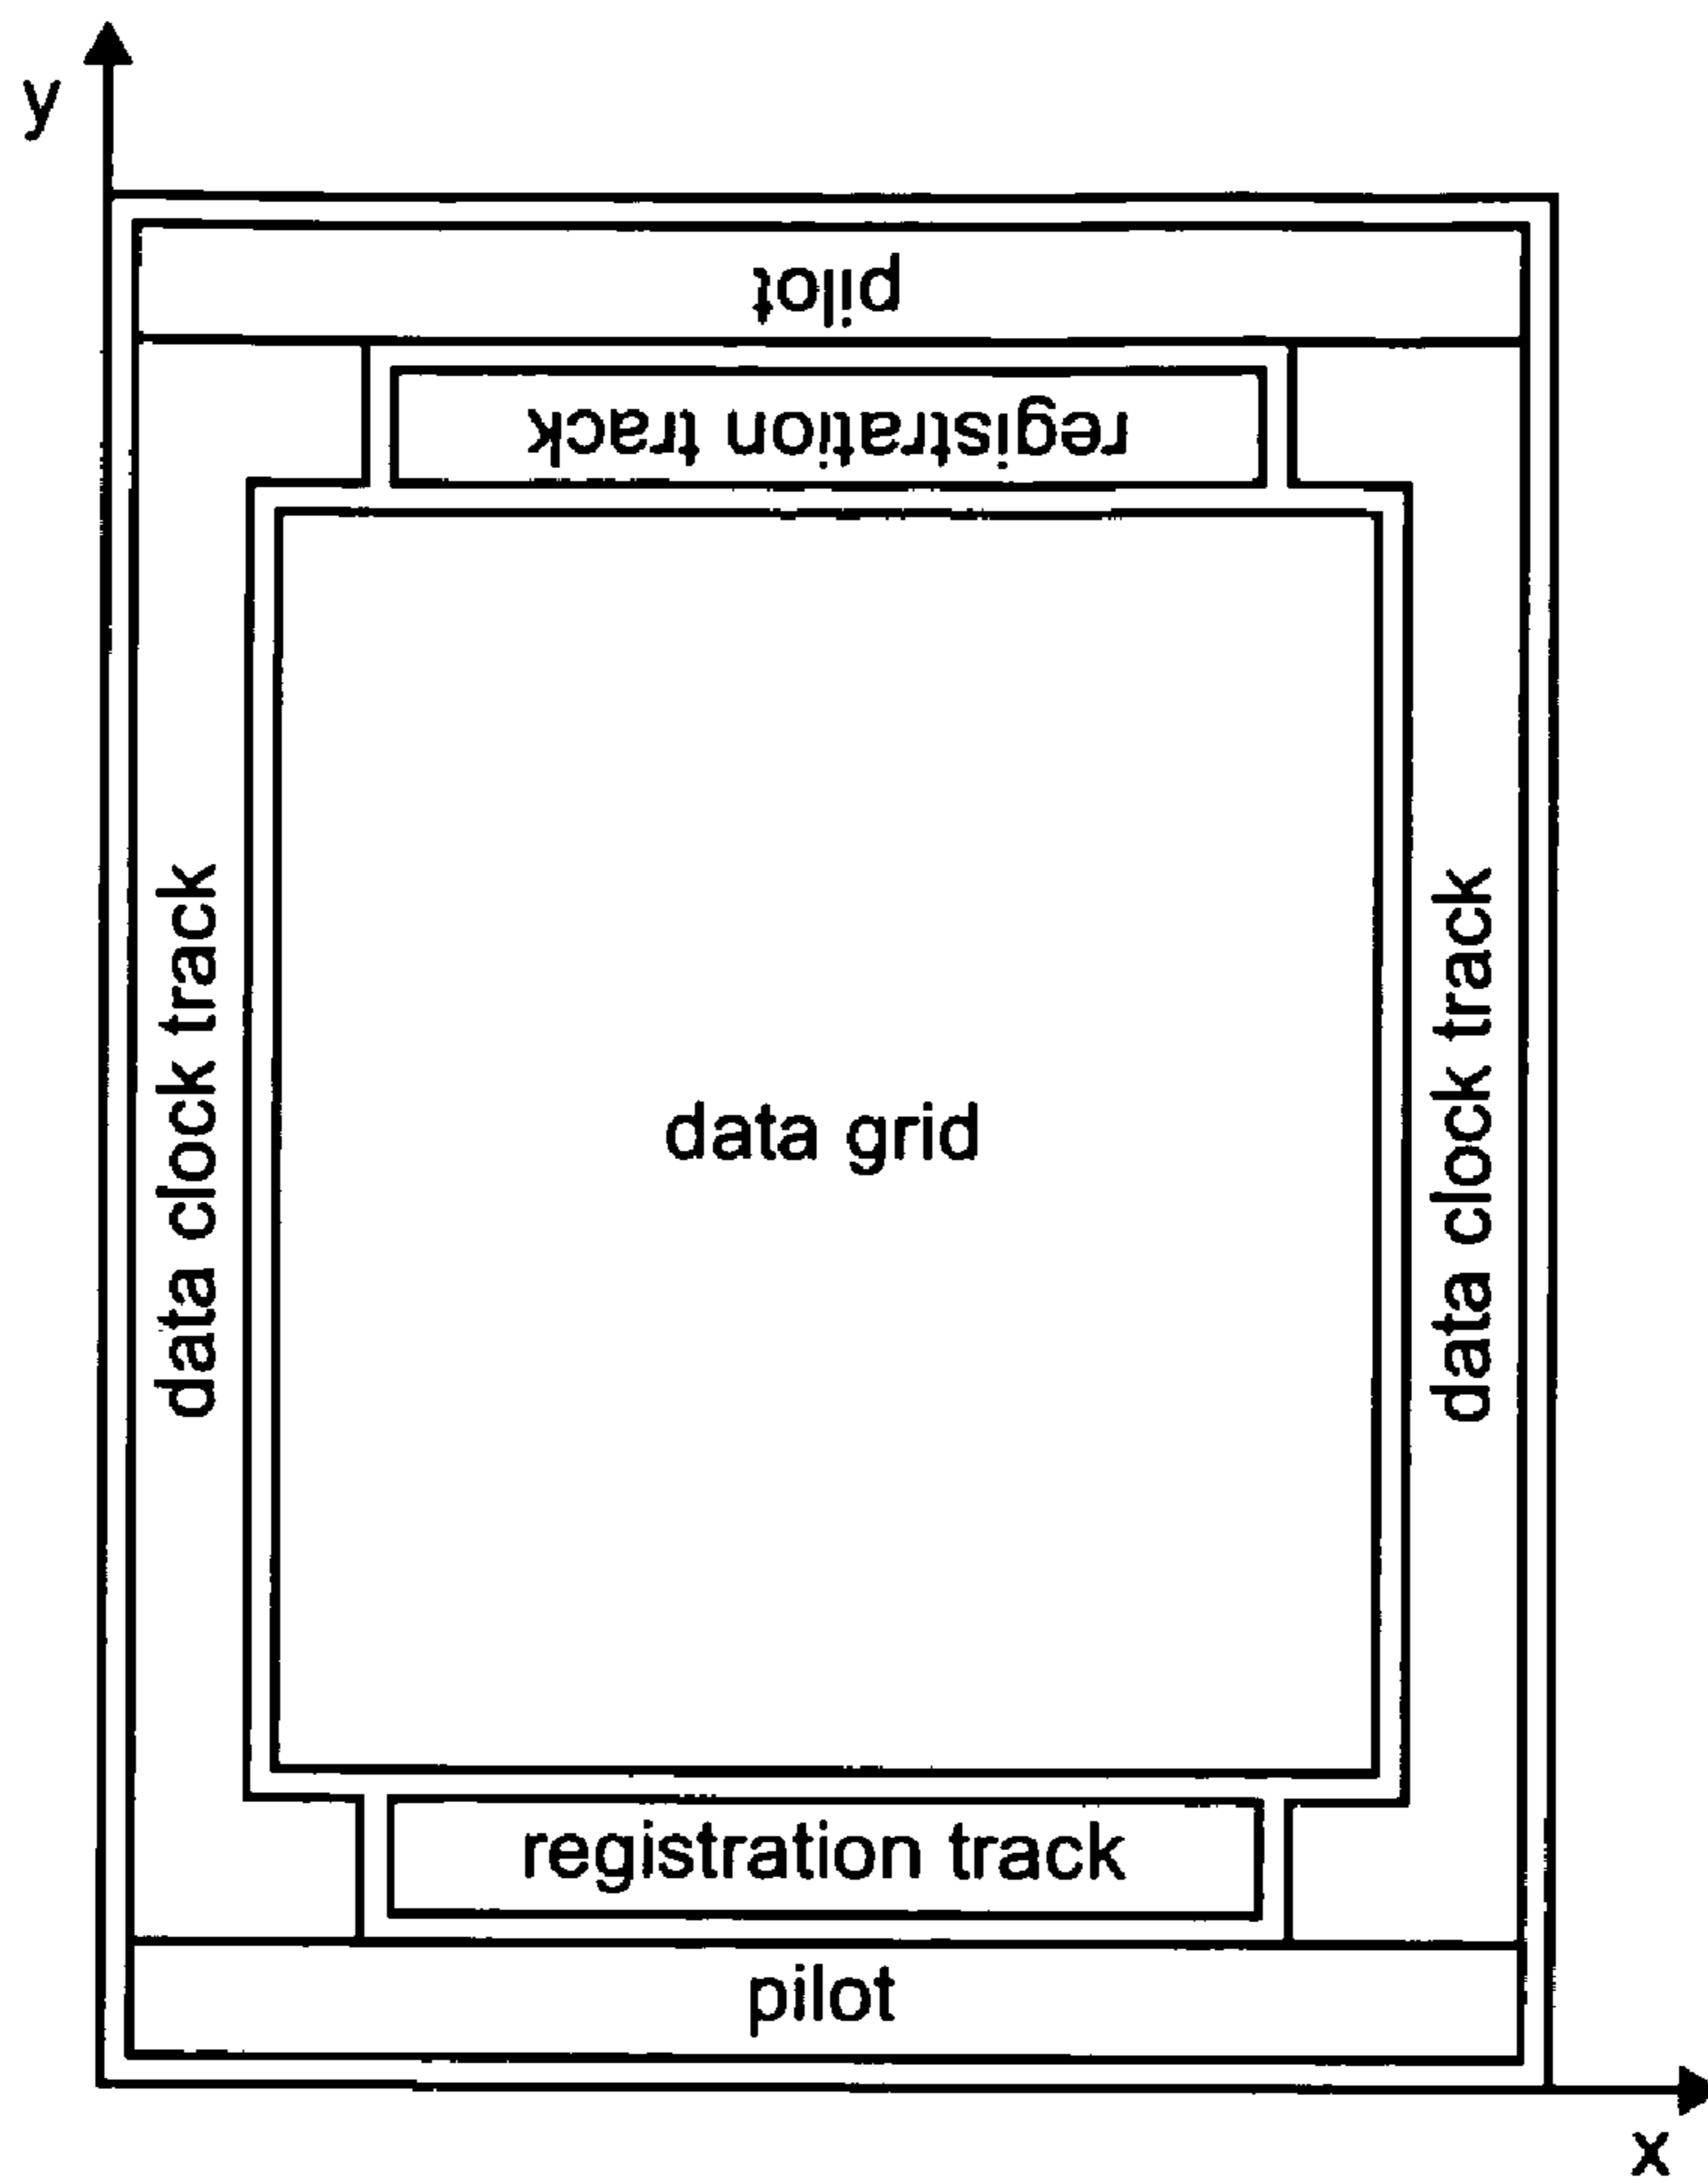 y
pilot
registration track
data clock track
data clock track
data grid
registration track
pilot
x